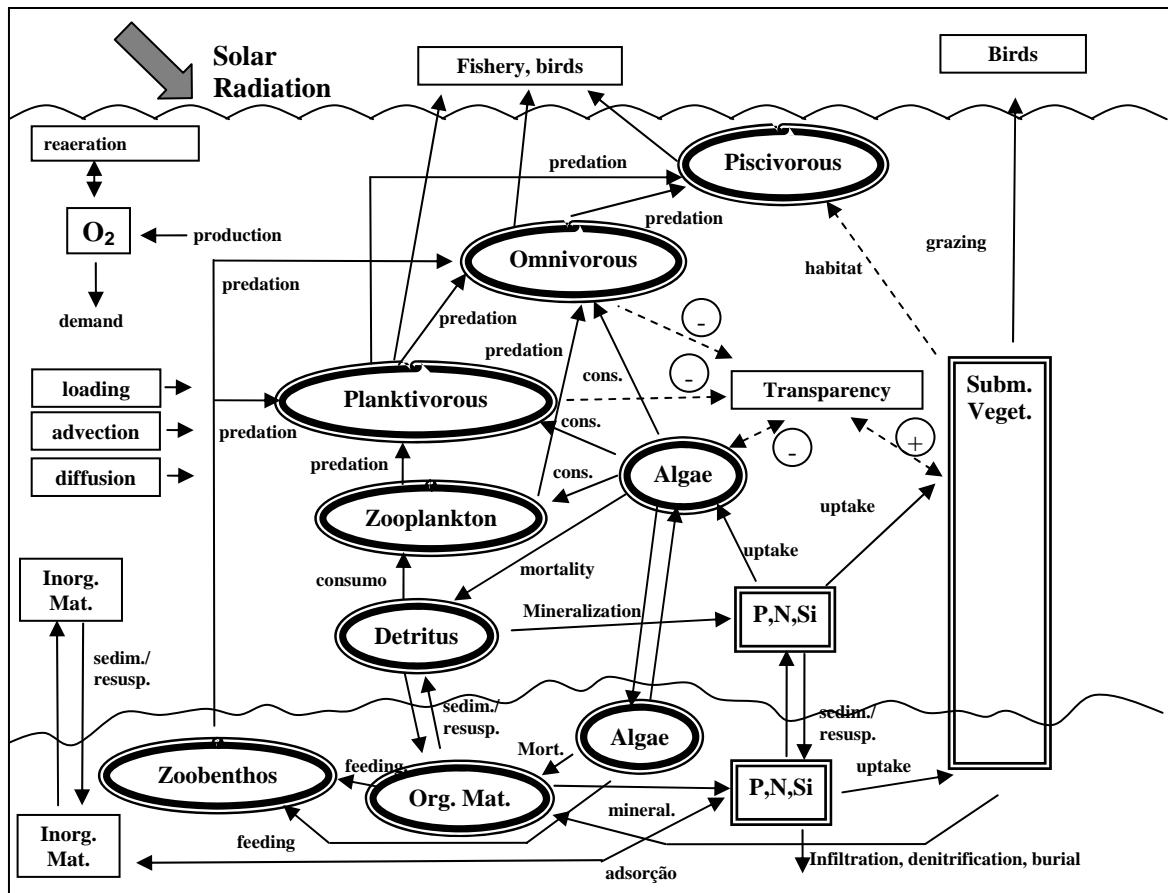 Solar
Radiation
Fishery, birds
Birds
reaeration
predation
Piscivorous
O₂
production
predation
Omnivorous
grazing
habitat
predation
demand
predation
-
predation
loading
Planktivorous
cons.
-
Transparency
Subm.
Veget.
advection
predation
cons.
-
+
diffusion
predation
cons.
Algae
Zooplankton
uptake
uptake
Inorg.
Mat.
consumo
mortality
Mineralization
P,N,Si
Detritus
sedim./
resusp.
sedim./
resusp.
sedim./
resusp.
Algae
Mort.
Zoobenthos
feeding.
Org. Mat.
uptake
P,N,Si
mineral.
Inorg.
Mat.
feeding
adsorção
Infiltration, denitrification, burial